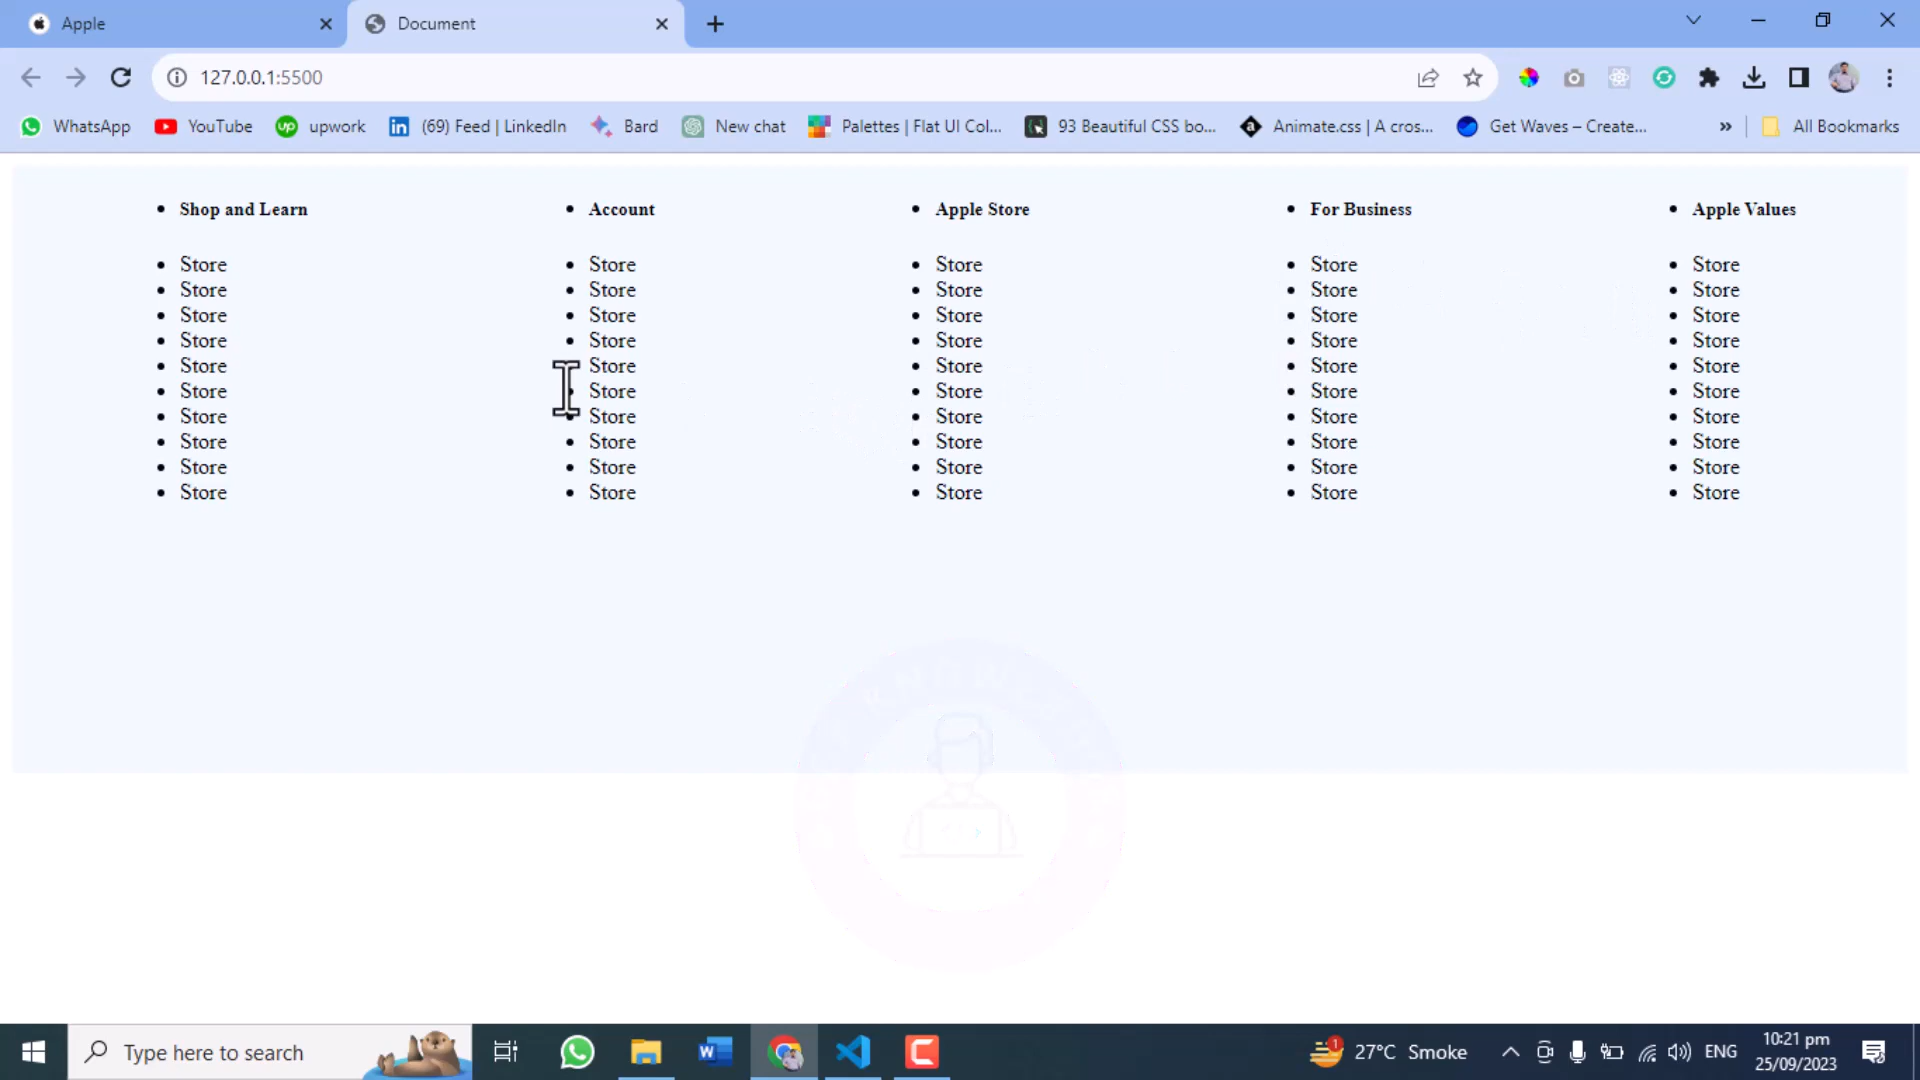 Apple
Document
127.0.0.1:5500
WhatsApp YouTube upwork (69) Feed | LinkedIn Bard New chat Palettes | Flat UI Col... 93 Beautiful CSS bo... Animate.css | A cros... Get Waves – Create... » All Bookmarks
Shop and Learn Account Apple Store For Business Apple Values
Store Store Store Store Store
Store Store Store Store Store
Store Store Store Store Store
Store Store Store Store Store
Store Store Store Store Store
Store Store Store Store Store
Store Store Store Store Store
Store Store Store Store Store
Store Store Store Store Store
Store Store Store Store Store
Type here to search
27°C Smoke
ENG
10:21 pm
25/09/2023